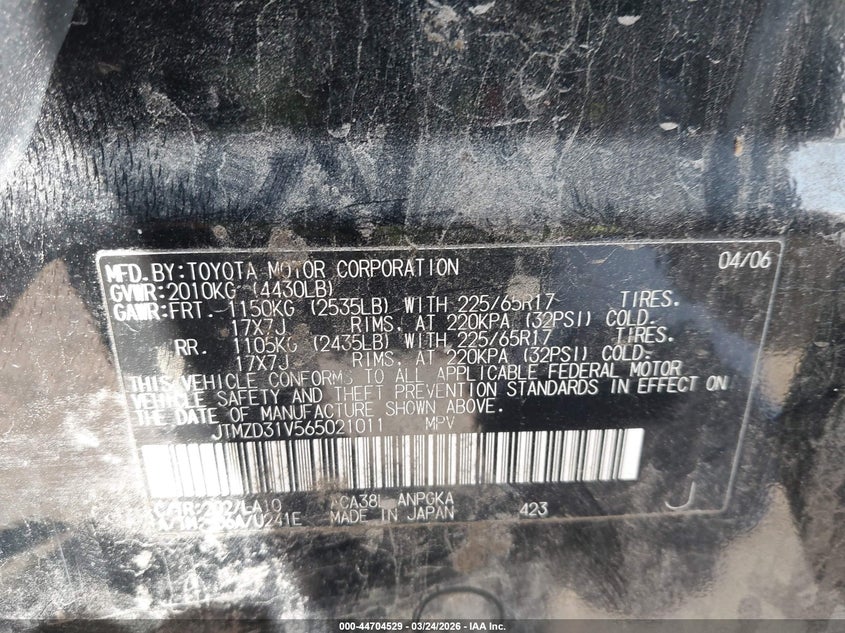 MFD.BY:TOYOTA MOTOR CORPORATION 04/06
GVWR:2010KG (4430LB)
GAWR:FRT. 1150KG (2535LB) WITH 225/65R17 TIRES.
17X7J RIMS. AT 220KPA (32PSI) COLD.
RR. 1105KG (2435LB) WITH 225/65R17 TIRES.
17X7J RIMS. AT 220KPA (32PSI) COLD.
THIS VEHICLE CONFORMS TO ALL APPLICABLE FEDERAL MOTOR
VEHICLE SAFETY AND THEFT PREVENTION STANDARDS IN EFFECT ON
THE DATE OF MANUFACTURE SHOWN ABOVE.
JTMZD31V565021011 MPV
ANPGKA
MADE IN JAPAN 423 J
000-44704529 - 03/24/2026 - IAA Inc.